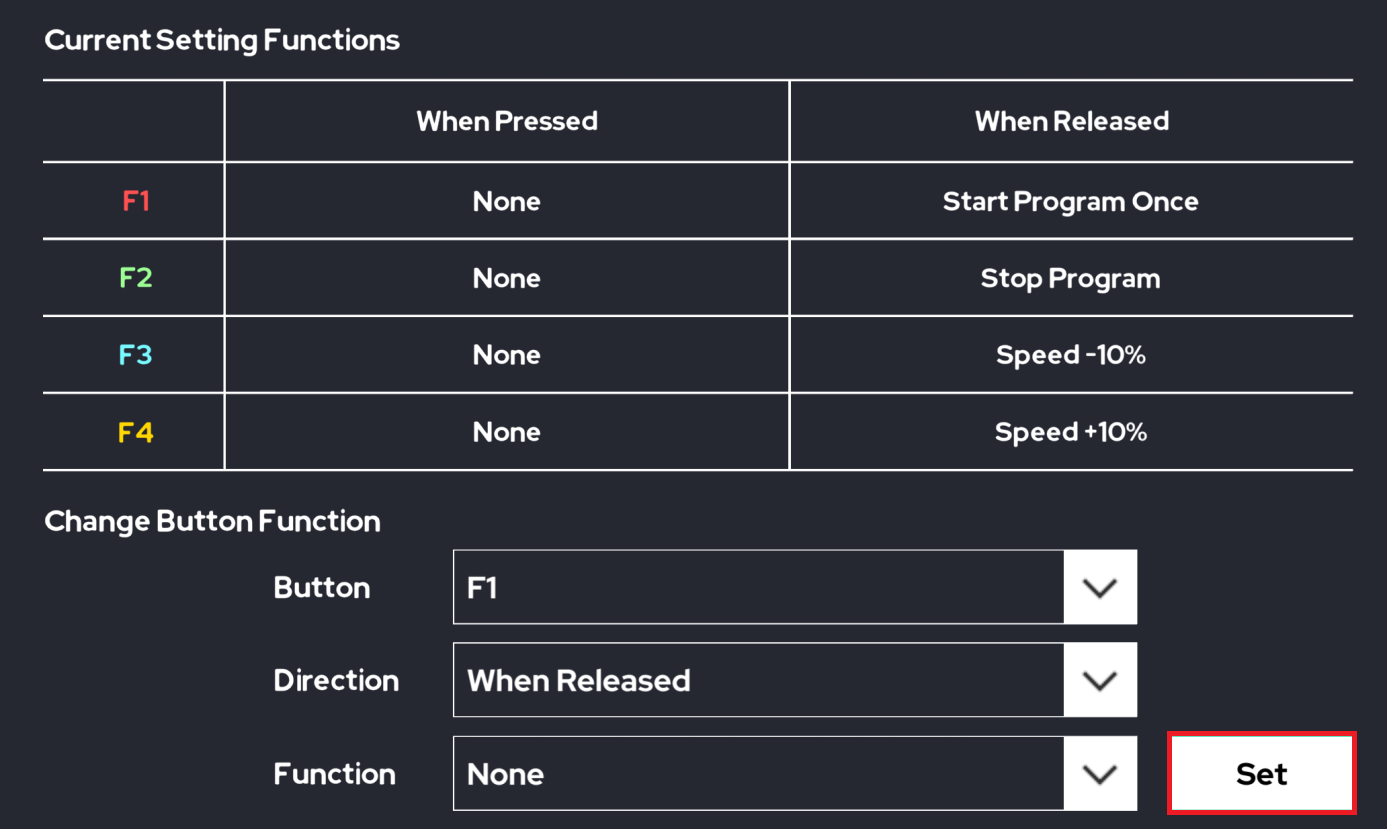 Current Setting Functions
When Pressed When Released
F1 None Start Program Once
F2 None Stop Program
F3 None Speed -10%
F4 None Speed +10%
Change Button Function
Button F1
Direction When Released
Function None Set